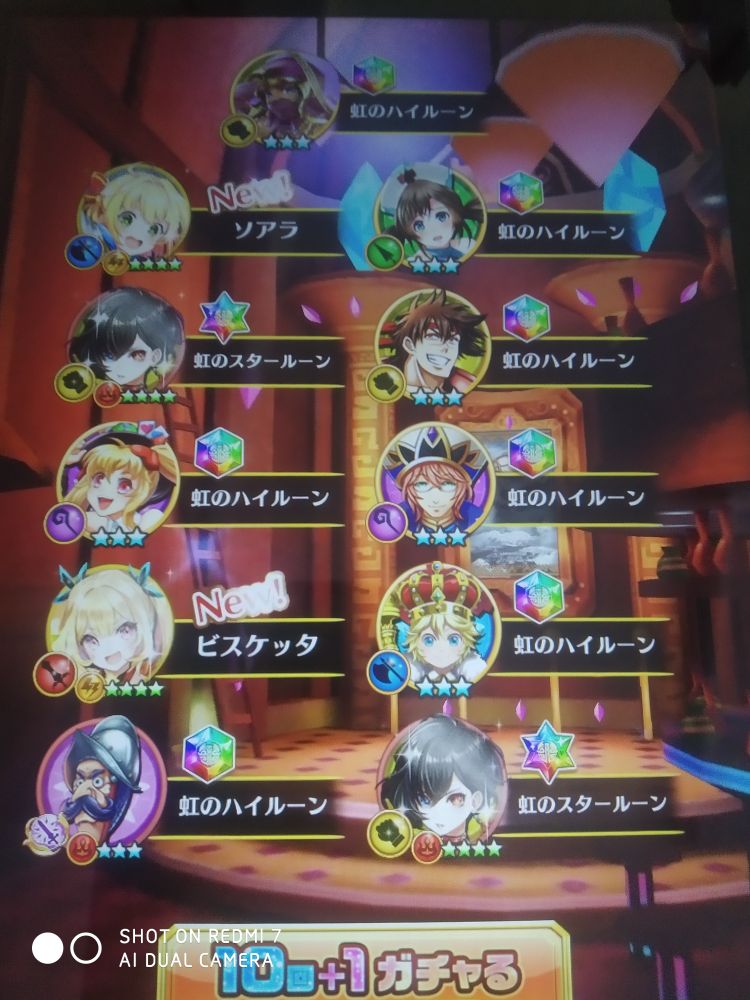 虹のハイルーン
New!
ソアラ
虹のハイルーン
虹のスタールーン
虹のハイルーン
虹のハイルーン
虹のハイルーン
New!
ビスケッタ
虹のハイルーン
虹のハイルーン
虹のスタールーン
10回+1 ガチャる
SHOT ON REDMI 7
AI DUAL CAMERA